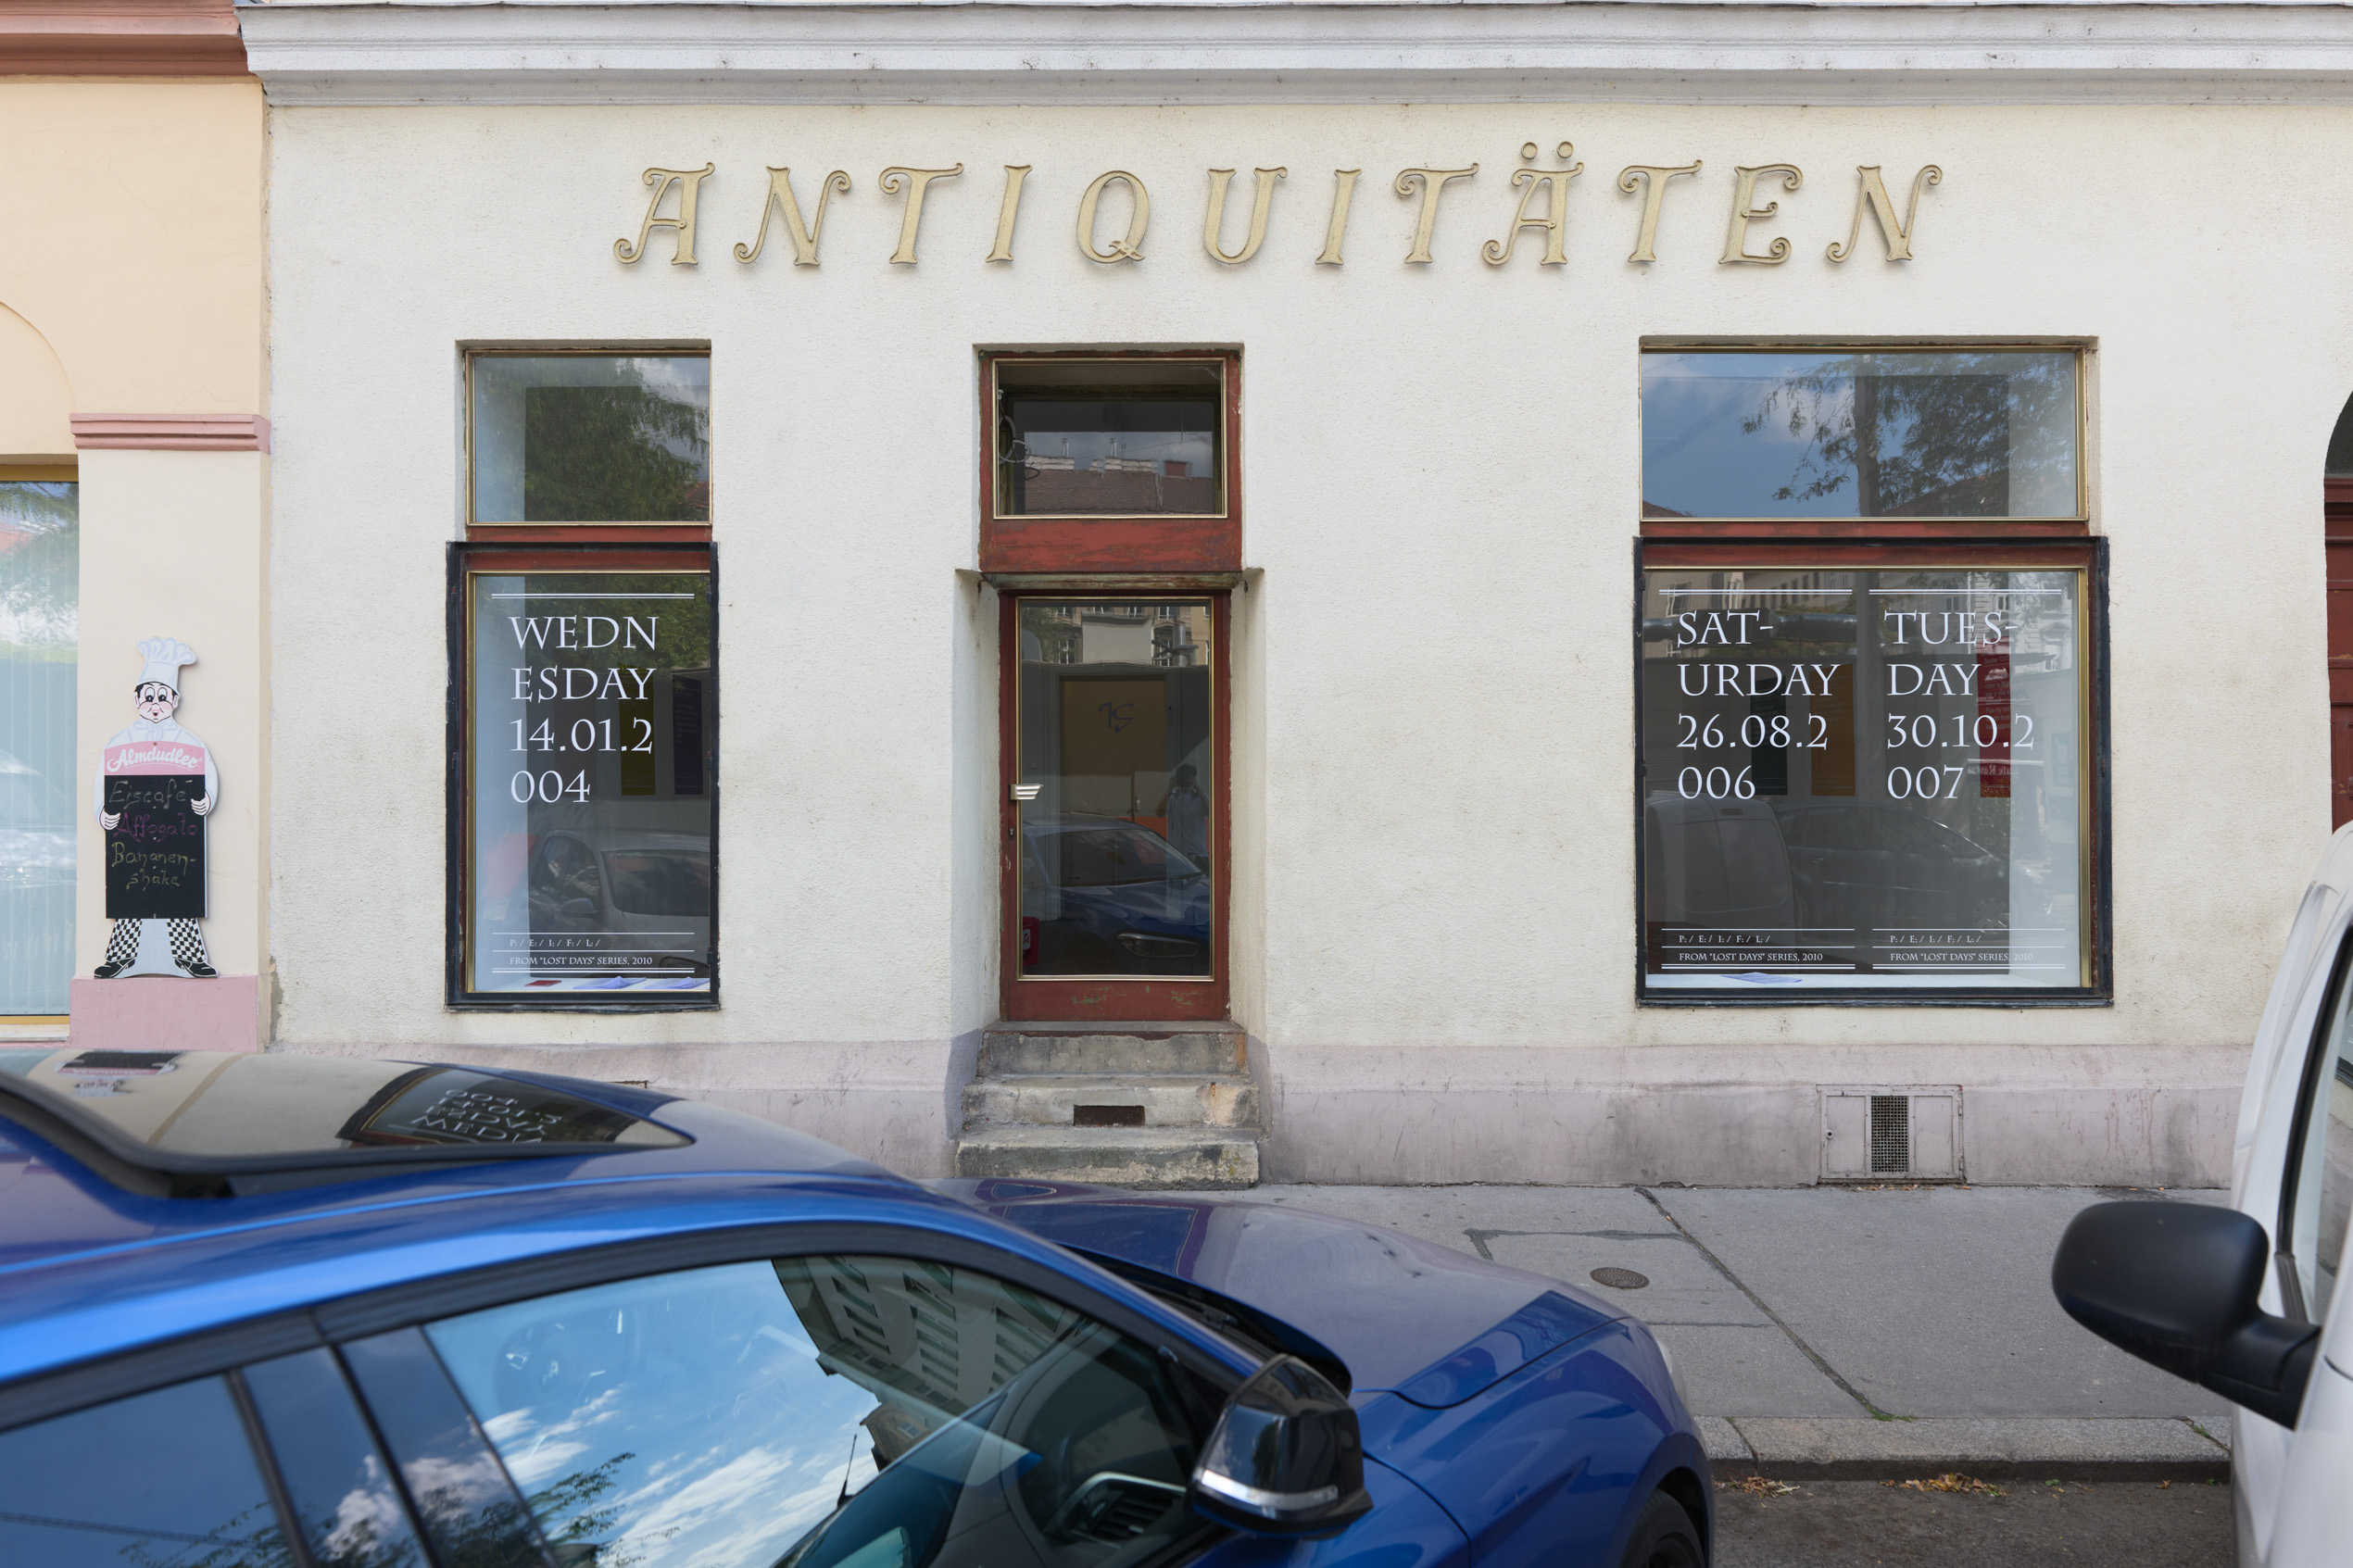 ANTIQUITÄTEN
WEDN
ESDAY
14.01.2
004
P: / E: / I: / F: / L: /
FROM "LOST DAYS" SERIES, 2010
SAT-
URDAY
26.08.2
006
P: / E: / I: / F: / L: /
FROM "LOST DAYS" SERIES, 2010
TUES-
DAY
30.10.2
007
P: / E: / I: / F: / L: /
FROM "LOST DAYS" SERIES, 2010
Almdudler
Eiscafé
Affogato
Bananen-
shake